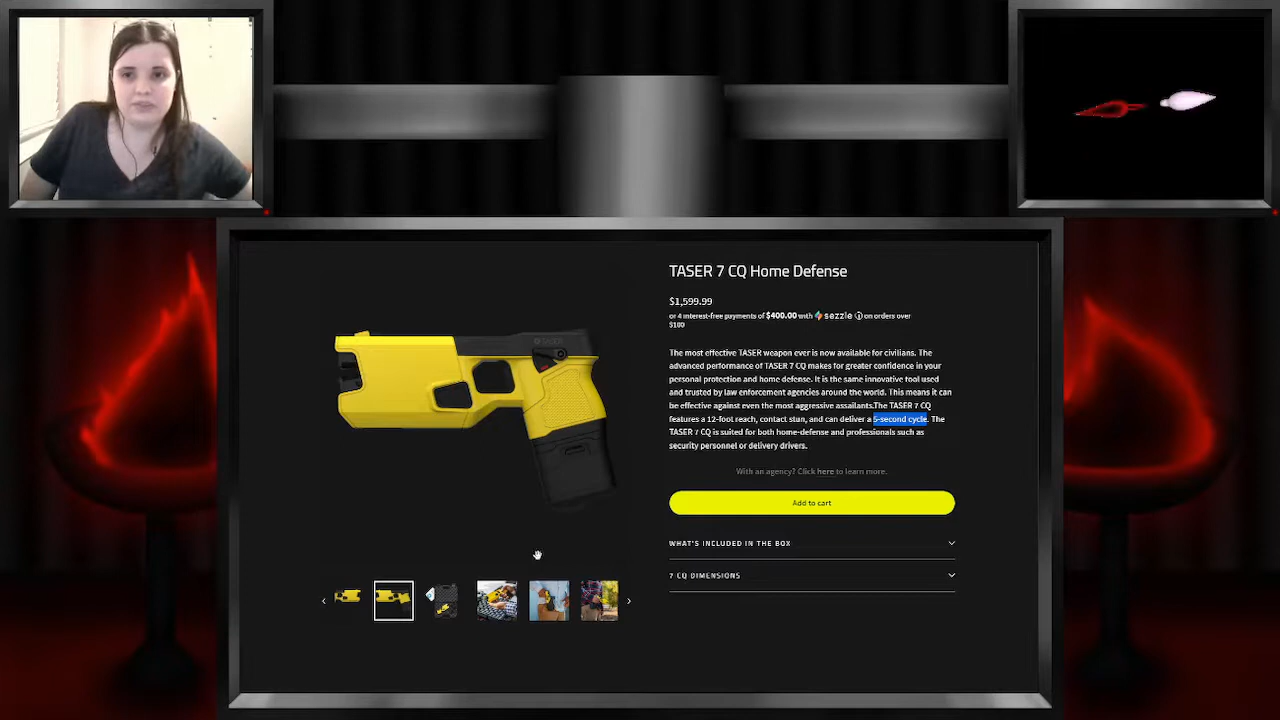 TASER 7 CQ Home Defense
$1,599.99
or 4 interest-free payments of $400.00 with sezzle ⓘ on orders over
$100
The most effective TASER weapon ever is now available for civilians. The
advanced performance of TASER 7 CQ makes for greater confidence in your
personal protection and home defense. It is the same innovative tool used
and trusted by law enforcement agencies around the world. This means it can
be effective against even the most aggressive assailants.The TASER 7 CQ
features a 12-foot reach, contact stun, and can deliver a 5-second cycle. The
TASER 7 CQ is suited for both home-defense and professionals such as
security personnel or delivery drivers.
With an agency? Click here to learn more.
Add to cart
WHAT'S INCLUDED IN THE BOX
7 CQ DIMENSIONS